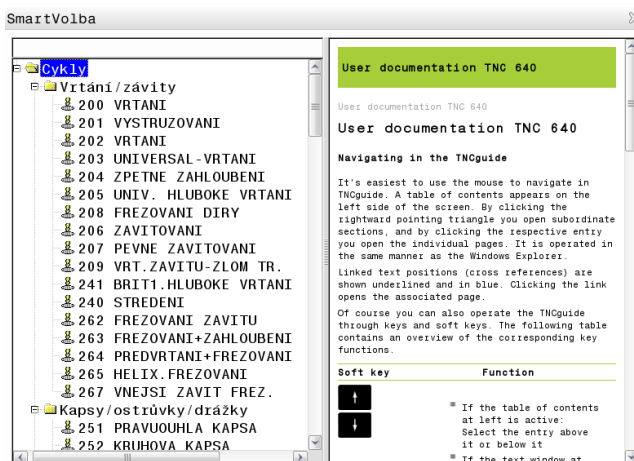 SmartVolba
Cykly
Vrtání/závity
200 VRTANI
201 VYSTRUZOVANI
202 VRTANI
203 UNIVERSAL-VRTANI
204 ZPETNE ZAHLOUBENI
205 UNIV. HLUBOKE VRTANI
208 FREZOVANI DIRY
206 ZAVITOVANI
207 PEVNE ZAVITOVANI
209 VRT.ZAVITU-ZLOM TR.
241 BRIT1.HLUBOKE VRTANI
240 STREDENI
262 FREZOVANI ZAVITU
263 FREZOVANI+ZAHLOUBENI
264 PREDVRTANI+FREZOVANI
265 HELIX.FREZOVANI
267 VNEJSI ZAVIT FREZ.
Kapsy/ostrůvky/drážky
251 PRAVOUOUHLA KAPSA
252 KRUHOVA KAPSA
User documentation TNC 640
User documentation TNC 640
User documentation TNC 640
Navigating in the TNCguide
It's easiest to use the mouse to navigate in
TNCguide. A table of contents appears on the
left side of the screen. By clicking the
rightward pointing triangle you open subordinate
sections, and by clicking the respective entry
you open the individual pages. It is operated in
the same manner as the Windows Explorer.
Linked text positions (cross references) are
shown underlined and in blue. Clicking the link
opens the associated page.
Of course you can also operate the TNCguide
through keys and soft keys. The following table
contains an overview of the corresponding key
functions.
Soft key Function
If the table of contents
at left is active:
Select the entry above
it or below it
If the text window at